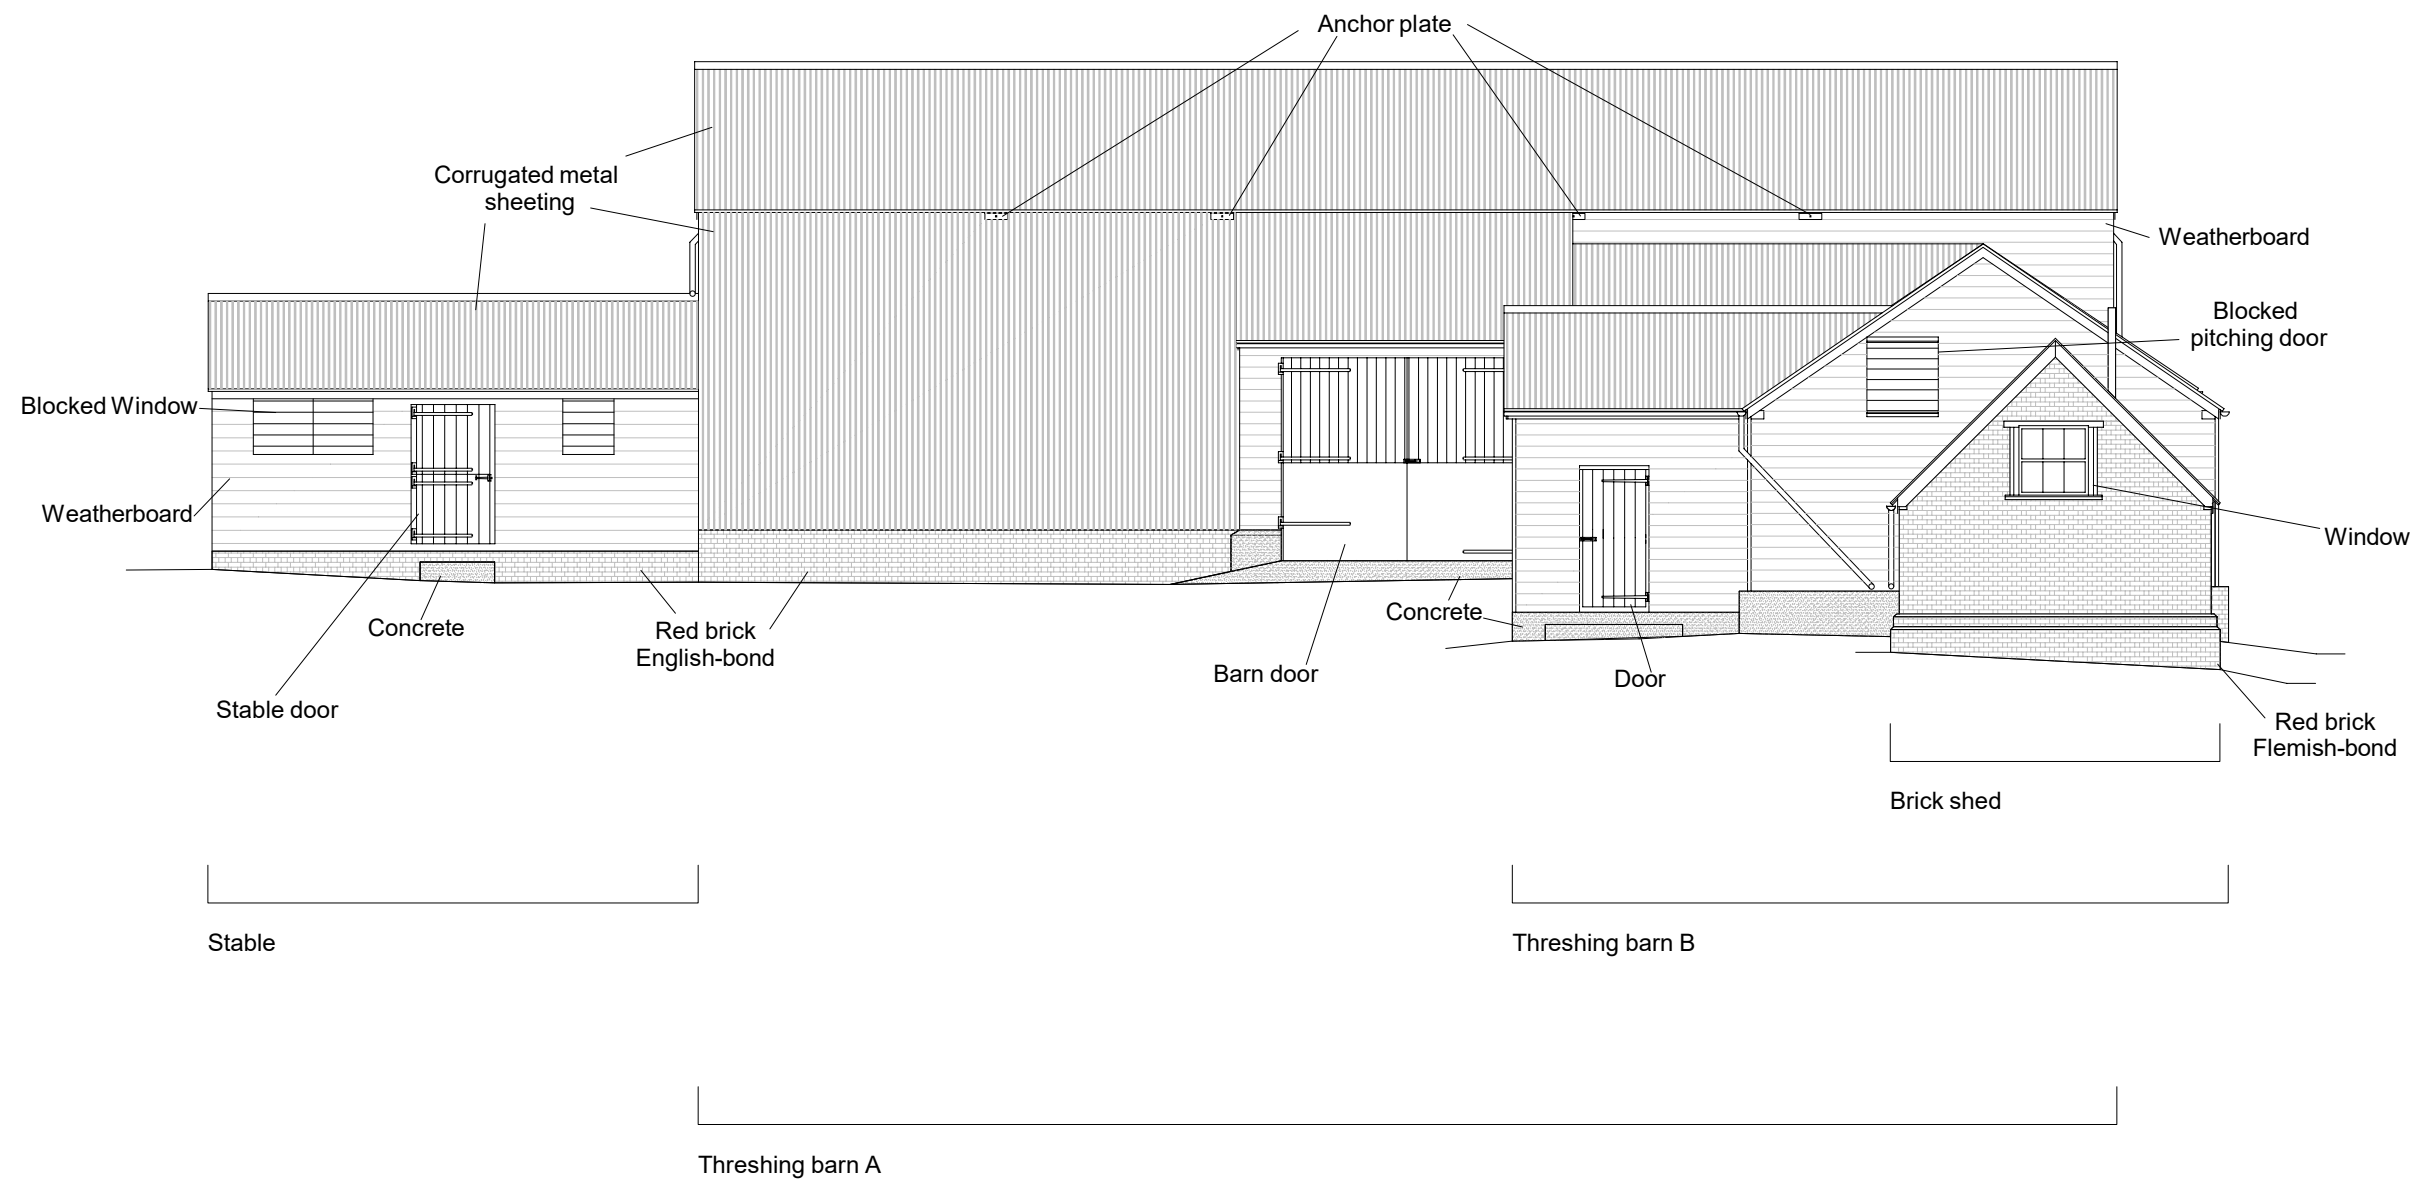 Anchor plate
Corrugated metal
sheeting
Weatherboard
Blocked
pitching door
Blocked Window
Weatherboard
Window
Concrete
Red brick
English-bond
Concrete
Barn door
Door
Stable door
Red brick
Flemish-bond
Brick shed
Stable
Threshing barn B
Threshing barn A